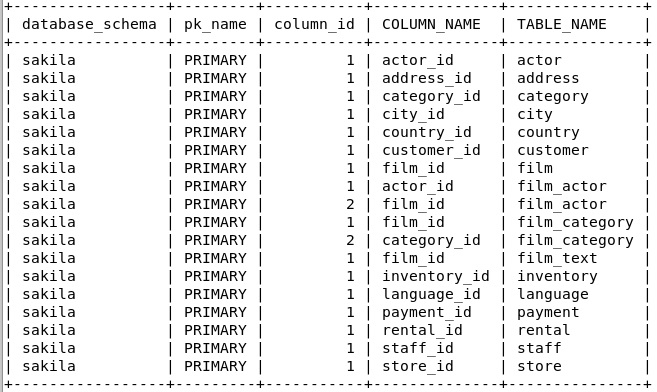 +-----------------+---------+-----------+--------------+---------------+
| database_schema | pk_name | column_id | COLUMN_NAME  | TABLE_NAME    |
+-----------------+---------+-----------+--------------+---------------+
| sakila          | PRIMARY |         1 | actor_id     | actor         |
| sakila          | PRIMARY |         1 | address_id   | address       |
| sakila          | PRIMARY |         1 | category_id  | category      |
| sakila          | PRIMARY |         1 | city_id      | city          |
| sakila          | PRIMARY |         1 | country_id   | country       |
| sakila          | PRIMARY |         1 | customer_id  | customer      |
| sakila          | PRIMARY |         1 | film_id      | film          |
| sakila          | PRIMARY |         1 | actor_id     | film_actor    |
| sakila          | PRIMARY |         2 | film_id      | film_actor    |
| sakila          | PRIMARY |         1 | film_id      | film_category |
| sakila          | PRIMARY |         2 | category_id  | film_category |
| sakila          | PRIMARY |         1 | film_id      | film_text     |
| sakila          | PRIMARY |         1 | inventory_id | inventory     |
| sakila          | PRIMARY |         1 | language_id  | language      |
| sakila          | PRIMARY |         1 | payment_id   | payment       |
| sakila          | PRIMARY |         1 | rental_id    | rental        |
| sakila          | PRIMARY |         1 | staff_id     | staff         |
| sakila          | PRIMARY |         1 | store_id     | store         |
+-----------------+---------+-----------+--------------+---------------+